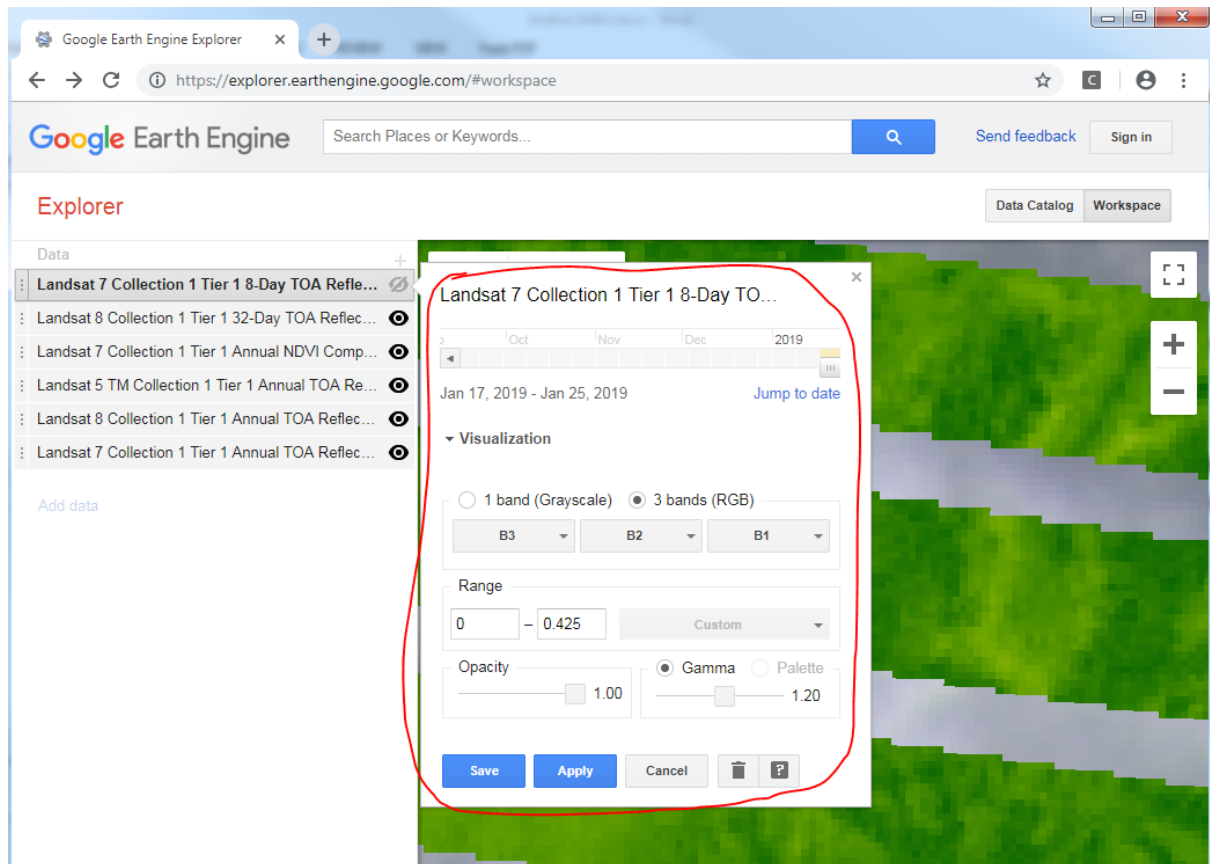 Google Earth Engine Explorer
VIEW
https://explorer.earthengine.google.com/#workspace
C
Google Earth Engine
Search Places or Keywords...
Send feedback
Sign in
Explorer
Data Catalog
Workspace
Data
Landsat 7 Collection 1 Tier 1 8-Day TOA Refle...
Landsat 8 Collection 1 Tier 1 32-Day TOA Reflec...
Landsat 7 Collection 1 Tier 1 Annual NDVI Comp...
Landsat 5 TM Collection 1 Tier 1 Annual TOA Re...
Landsat 8 Collection 1 Tier 1 Annual TOA Reflec...
Landsat 7 Collection 1 Tier 1 Annual TOA Reflec...
Add data
Landsat 7 Collection 1 Tier 1 8-Day TO...
Oct Nov Dec 2019
Jan 17, 2019 - Jan 25, 2019
Jump to date
Visualization
1 band (Grayscale) 3 bands (RGB)
B3 B2 B1
Range
0 – 0.425 Custom
Opacity
1.00
Gamma Palette
1.20
Save Apply Cancel ?